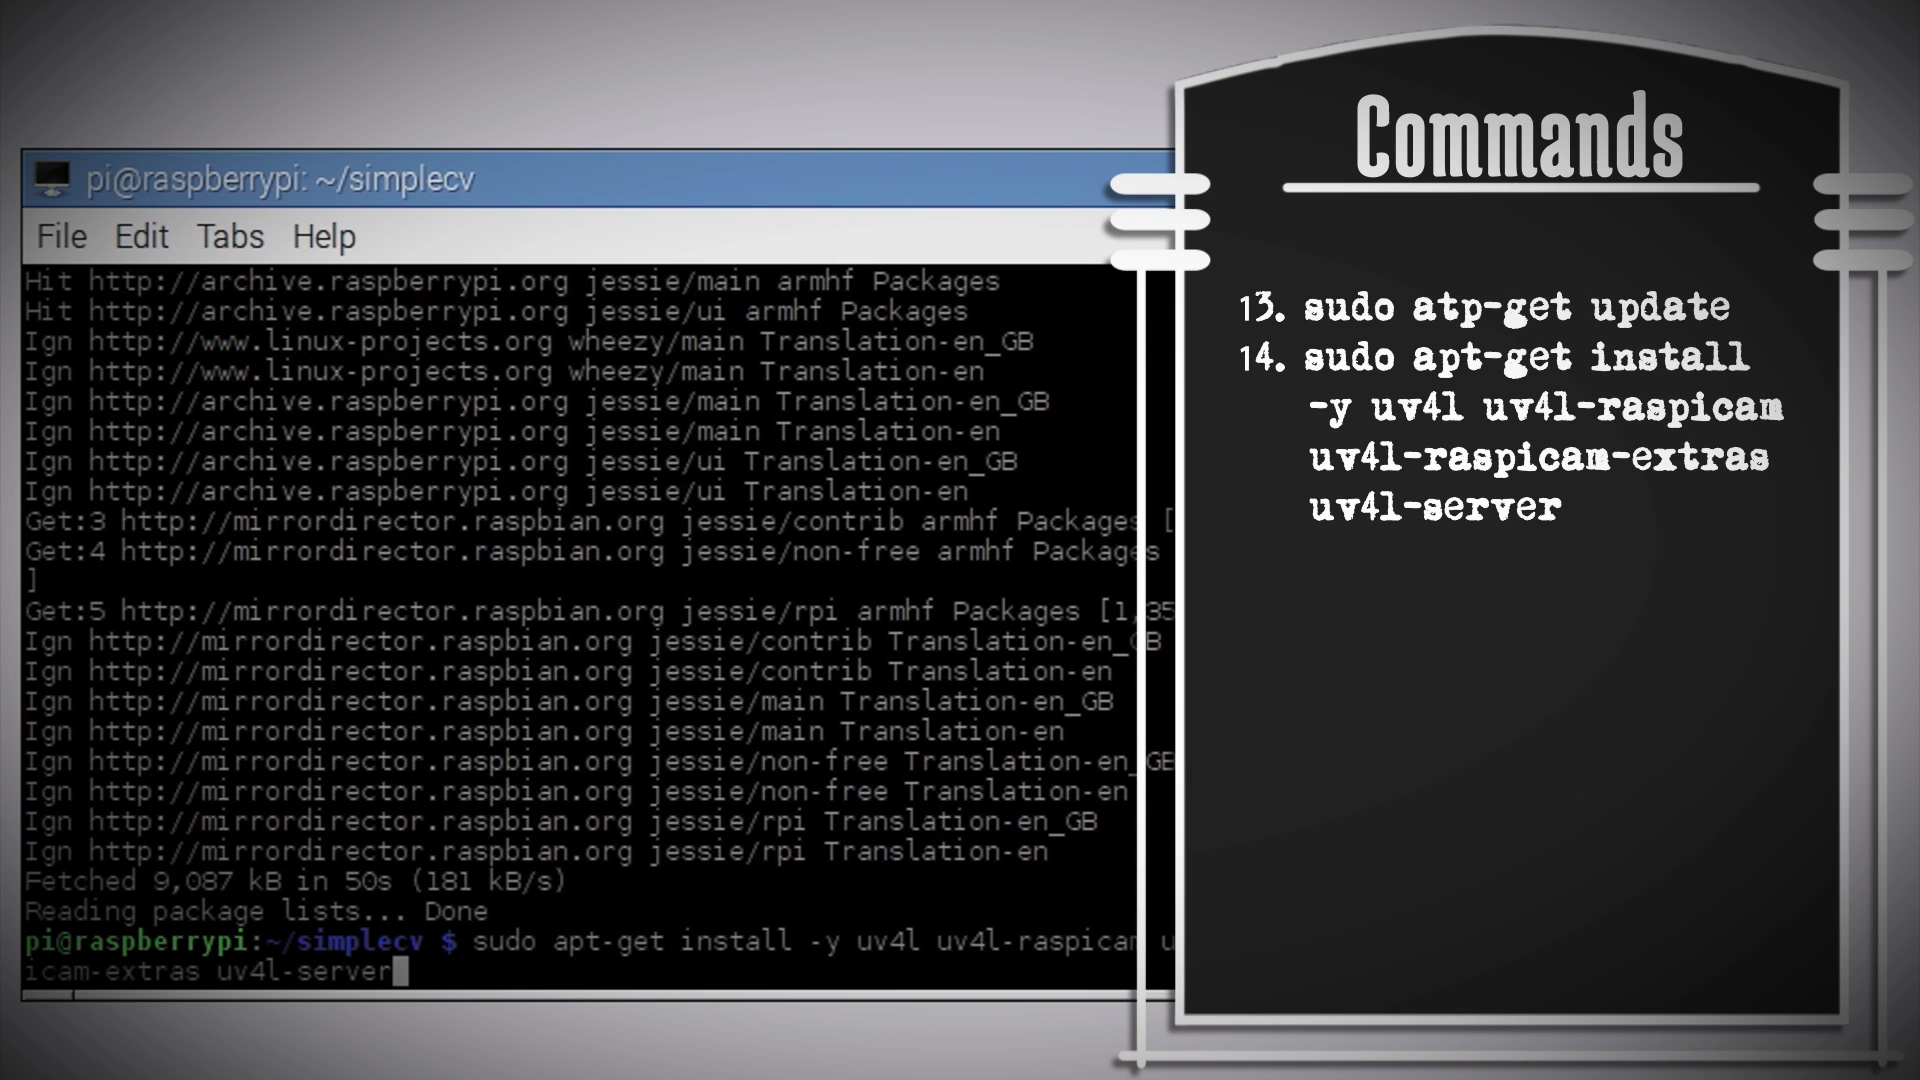 pi@raspberrypi: ~/simplecv
File Edit Tabs Help
Hit http://archive.raspberrypi.org jessie/main armhf Packages
Hit http://archive.raspberrypi.org jessie/ui armhf Packages
Ign http://www.linux-projects.org wheezy/main Translation-en_GB
Ign http://www.linux-projects.org wheezy/main Translation-en
Ign http://archive.raspberrypi.org jessie/main Translation-en_GB
Ign http://archive.raspberrypi.org jessie/main Translation-en
Ign http://archive.raspberrypi.org jessie/ui Translation-en_GB
Ign http://archive.raspberrypi.org jessie/ui Translation-en
Get:3 http://mirrordirector.raspbian.org jessie/contrib armhf Packages [
Get:4 http://mirrordirector.raspbian.org jessie/non-free armhf Packages
]
Get:5 http://mirrordirector.raspbian.org jessie/rpi armhf Packages [1,35
Ign http://mirrordirector.raspbian.org jessie/contrib Translation-en_GB
Ign http://mirrordirector.raspbian.org jessie/contrib Translation-en
Ign http://mirrordirector.raspbian.org jessie/main Translation-en_GB
Ign http://mirrordirector.raspbian.org jessie/main Translation-en
Ign http://mirrordirector.raspbian.org jessie/non-free Translation-en_GB
Ign http://mirrordirector.raspbian.org jessie/non-free Translation-en
Ign http://mirrordirector.raspbian.org jessie/rpi Translation-en_GB
Ign http://mirrordirector.raspbian.org jessie/rpi Translation-en
Fetched 9,087 kB in 50s (181 kB/s)
Reading package lists... Done
pi@raspberrypi:~/simplecv $ sudo apt-get install -y uv4l uv4l-raspicam u
icam-extras uv4l-server
Commands
13. sudo atp-get update
14. sudo apt-get install
-y uv4l uv4l-raspicam
uv4l-raspicam-extras
uv4l-server